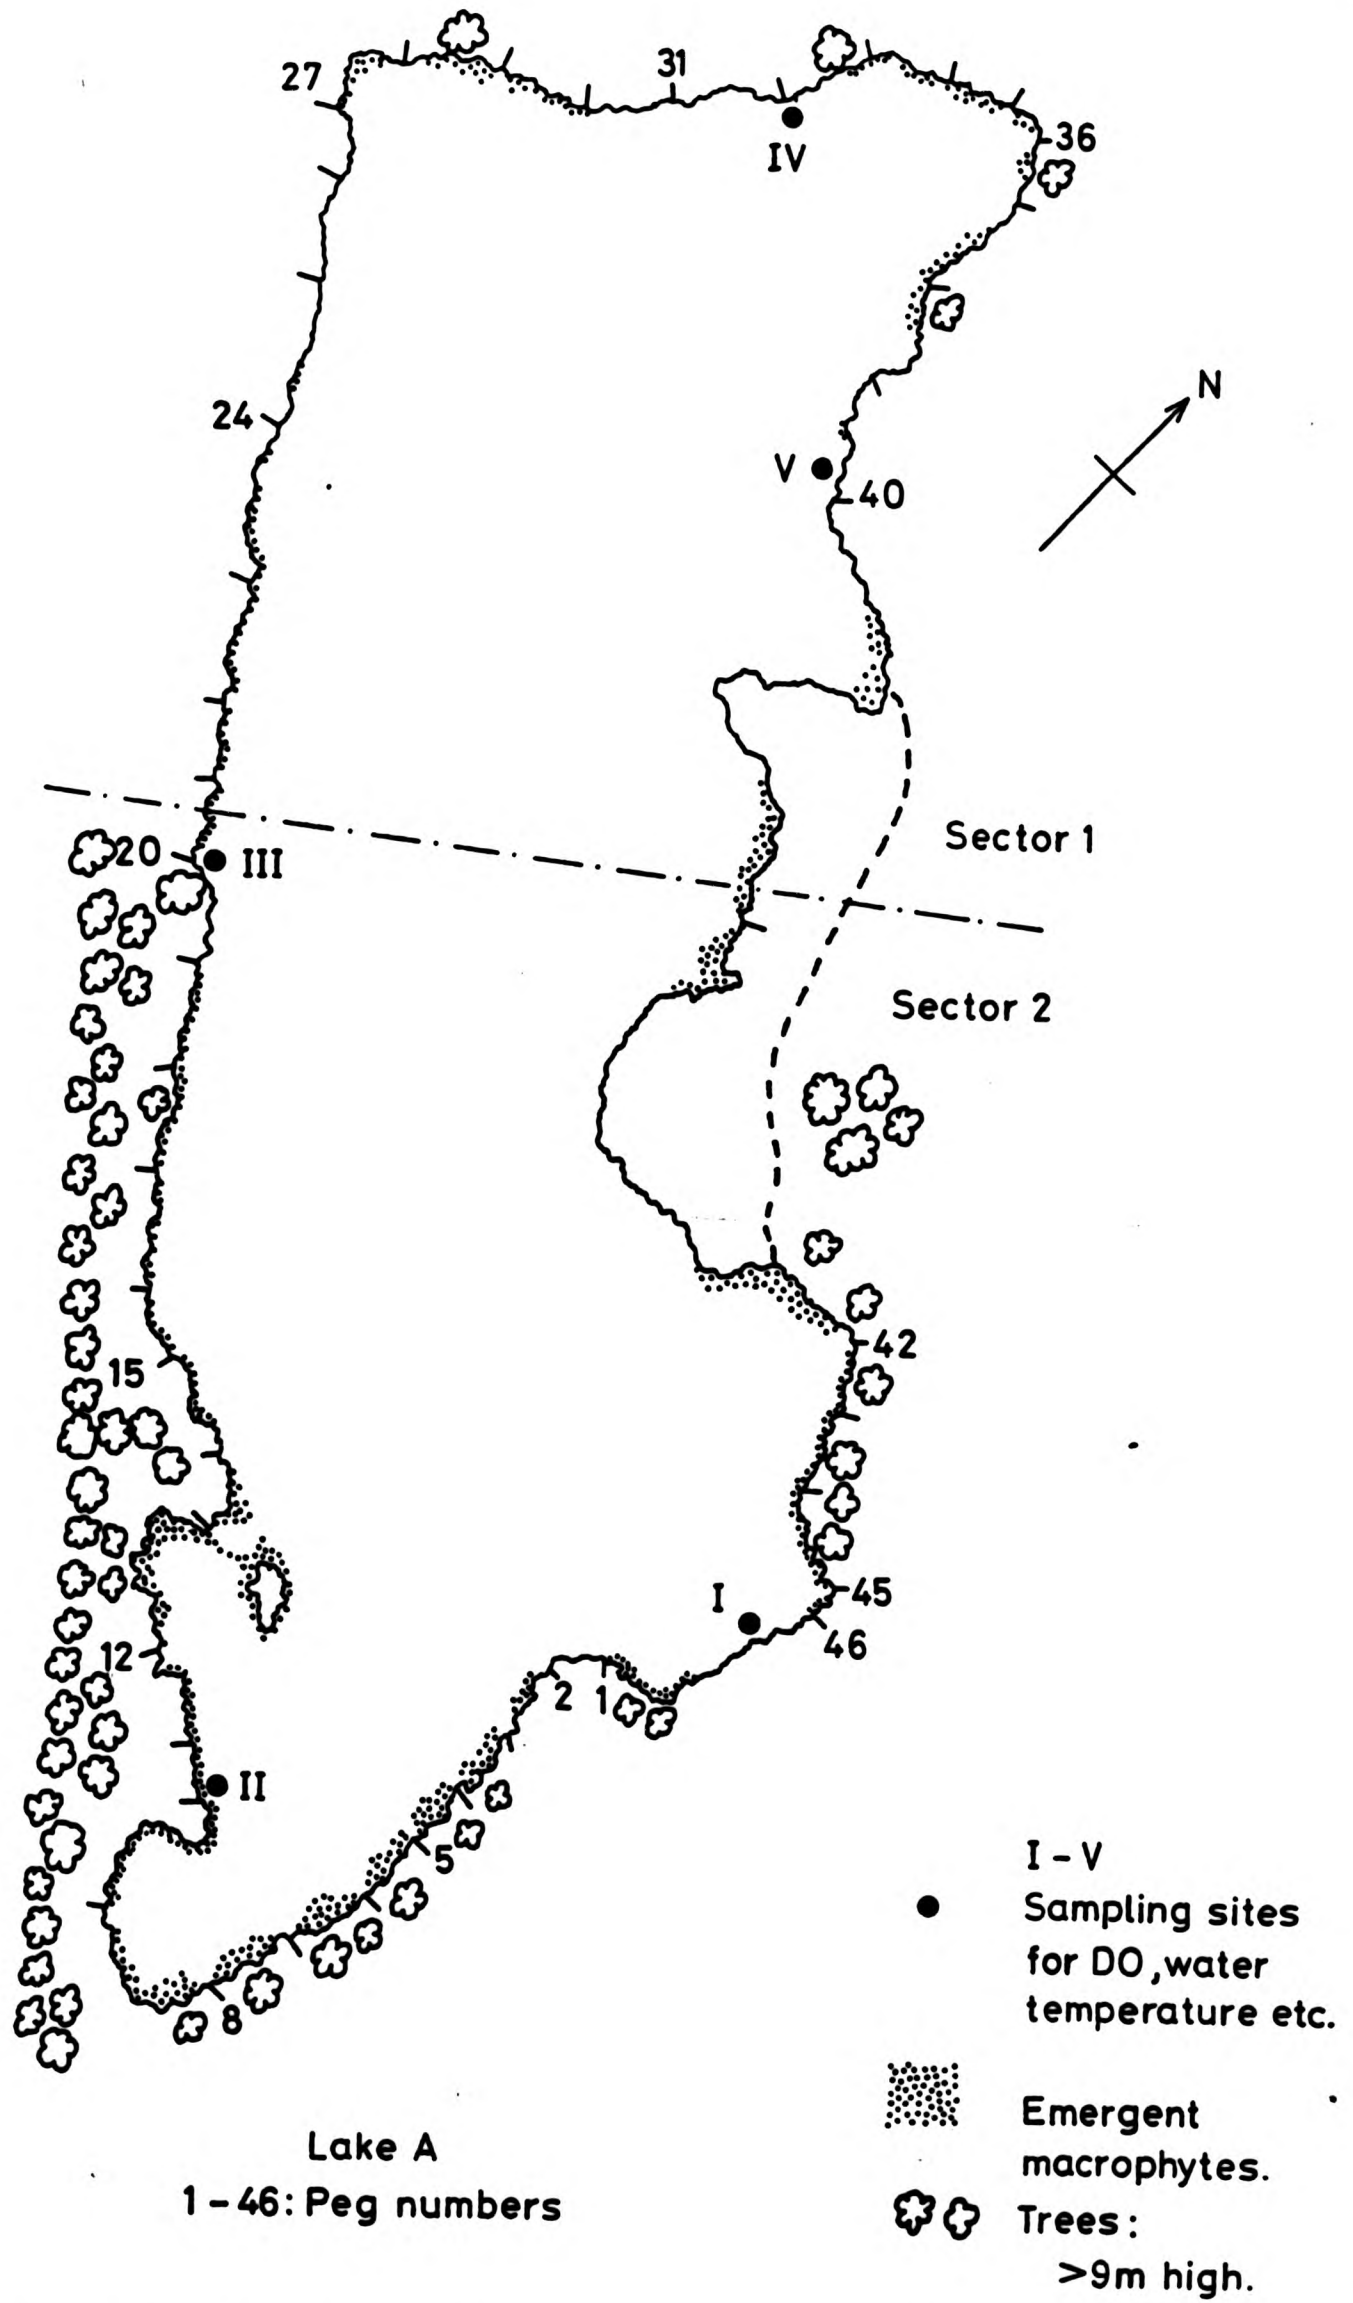 27
31
IV
36
24
N
V
40
20
III
Sector 1
Sector 2
42
15
I
45
46
12
2
1
II
5
8
I – V
Sampling sites
for DO, water
temperature etc.
Emergent
macrophytes.
Trees:
>9m high.
Lake A
1 – 46: Peg numbers